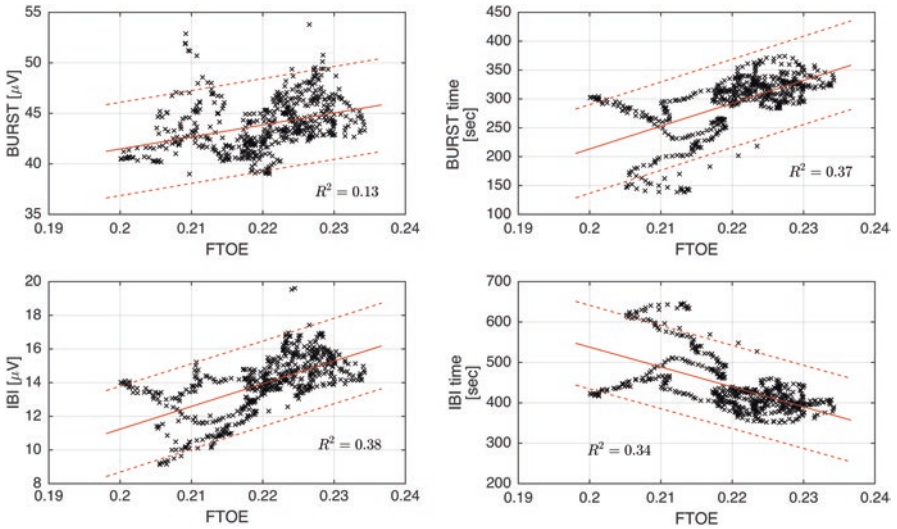 55
50
45
40
35
BURST [μV]
R² = 0.13
0.19 0.2 0.21 0.22 0.23 0.24
FTOE
450
400
350
300
250
200
150
100
BURST time
[sec]
R² = 0.37
0.19 0.2 0.21 0.22 0.23 0.24
FTOE
20
18
16
14
12
10
8
IBI [μV]
R² = 0.38
0.19 0.2 0.21 0.22 0.23 0.24
FTOE
700
600
500
400
300
200
IBI time
[sec]
R² = 0.34
0.19 0.2 0.21 0.22 0.23 0.24
FTOE